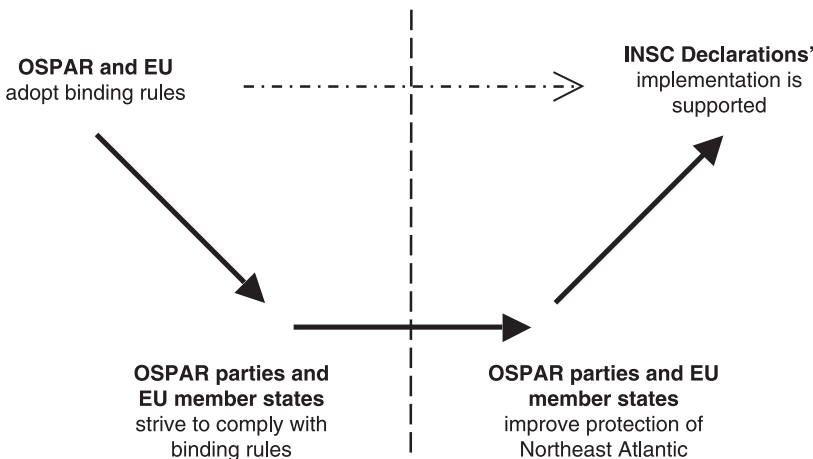 OSPAR and EU
adopt binding rules
INSC Declarations'
implementation is
supported
OSPAR parties and
EU member states
strive to comply with
binding rules
OSPAR parties and EU
member states
improve protection of
Northeast Atlantic